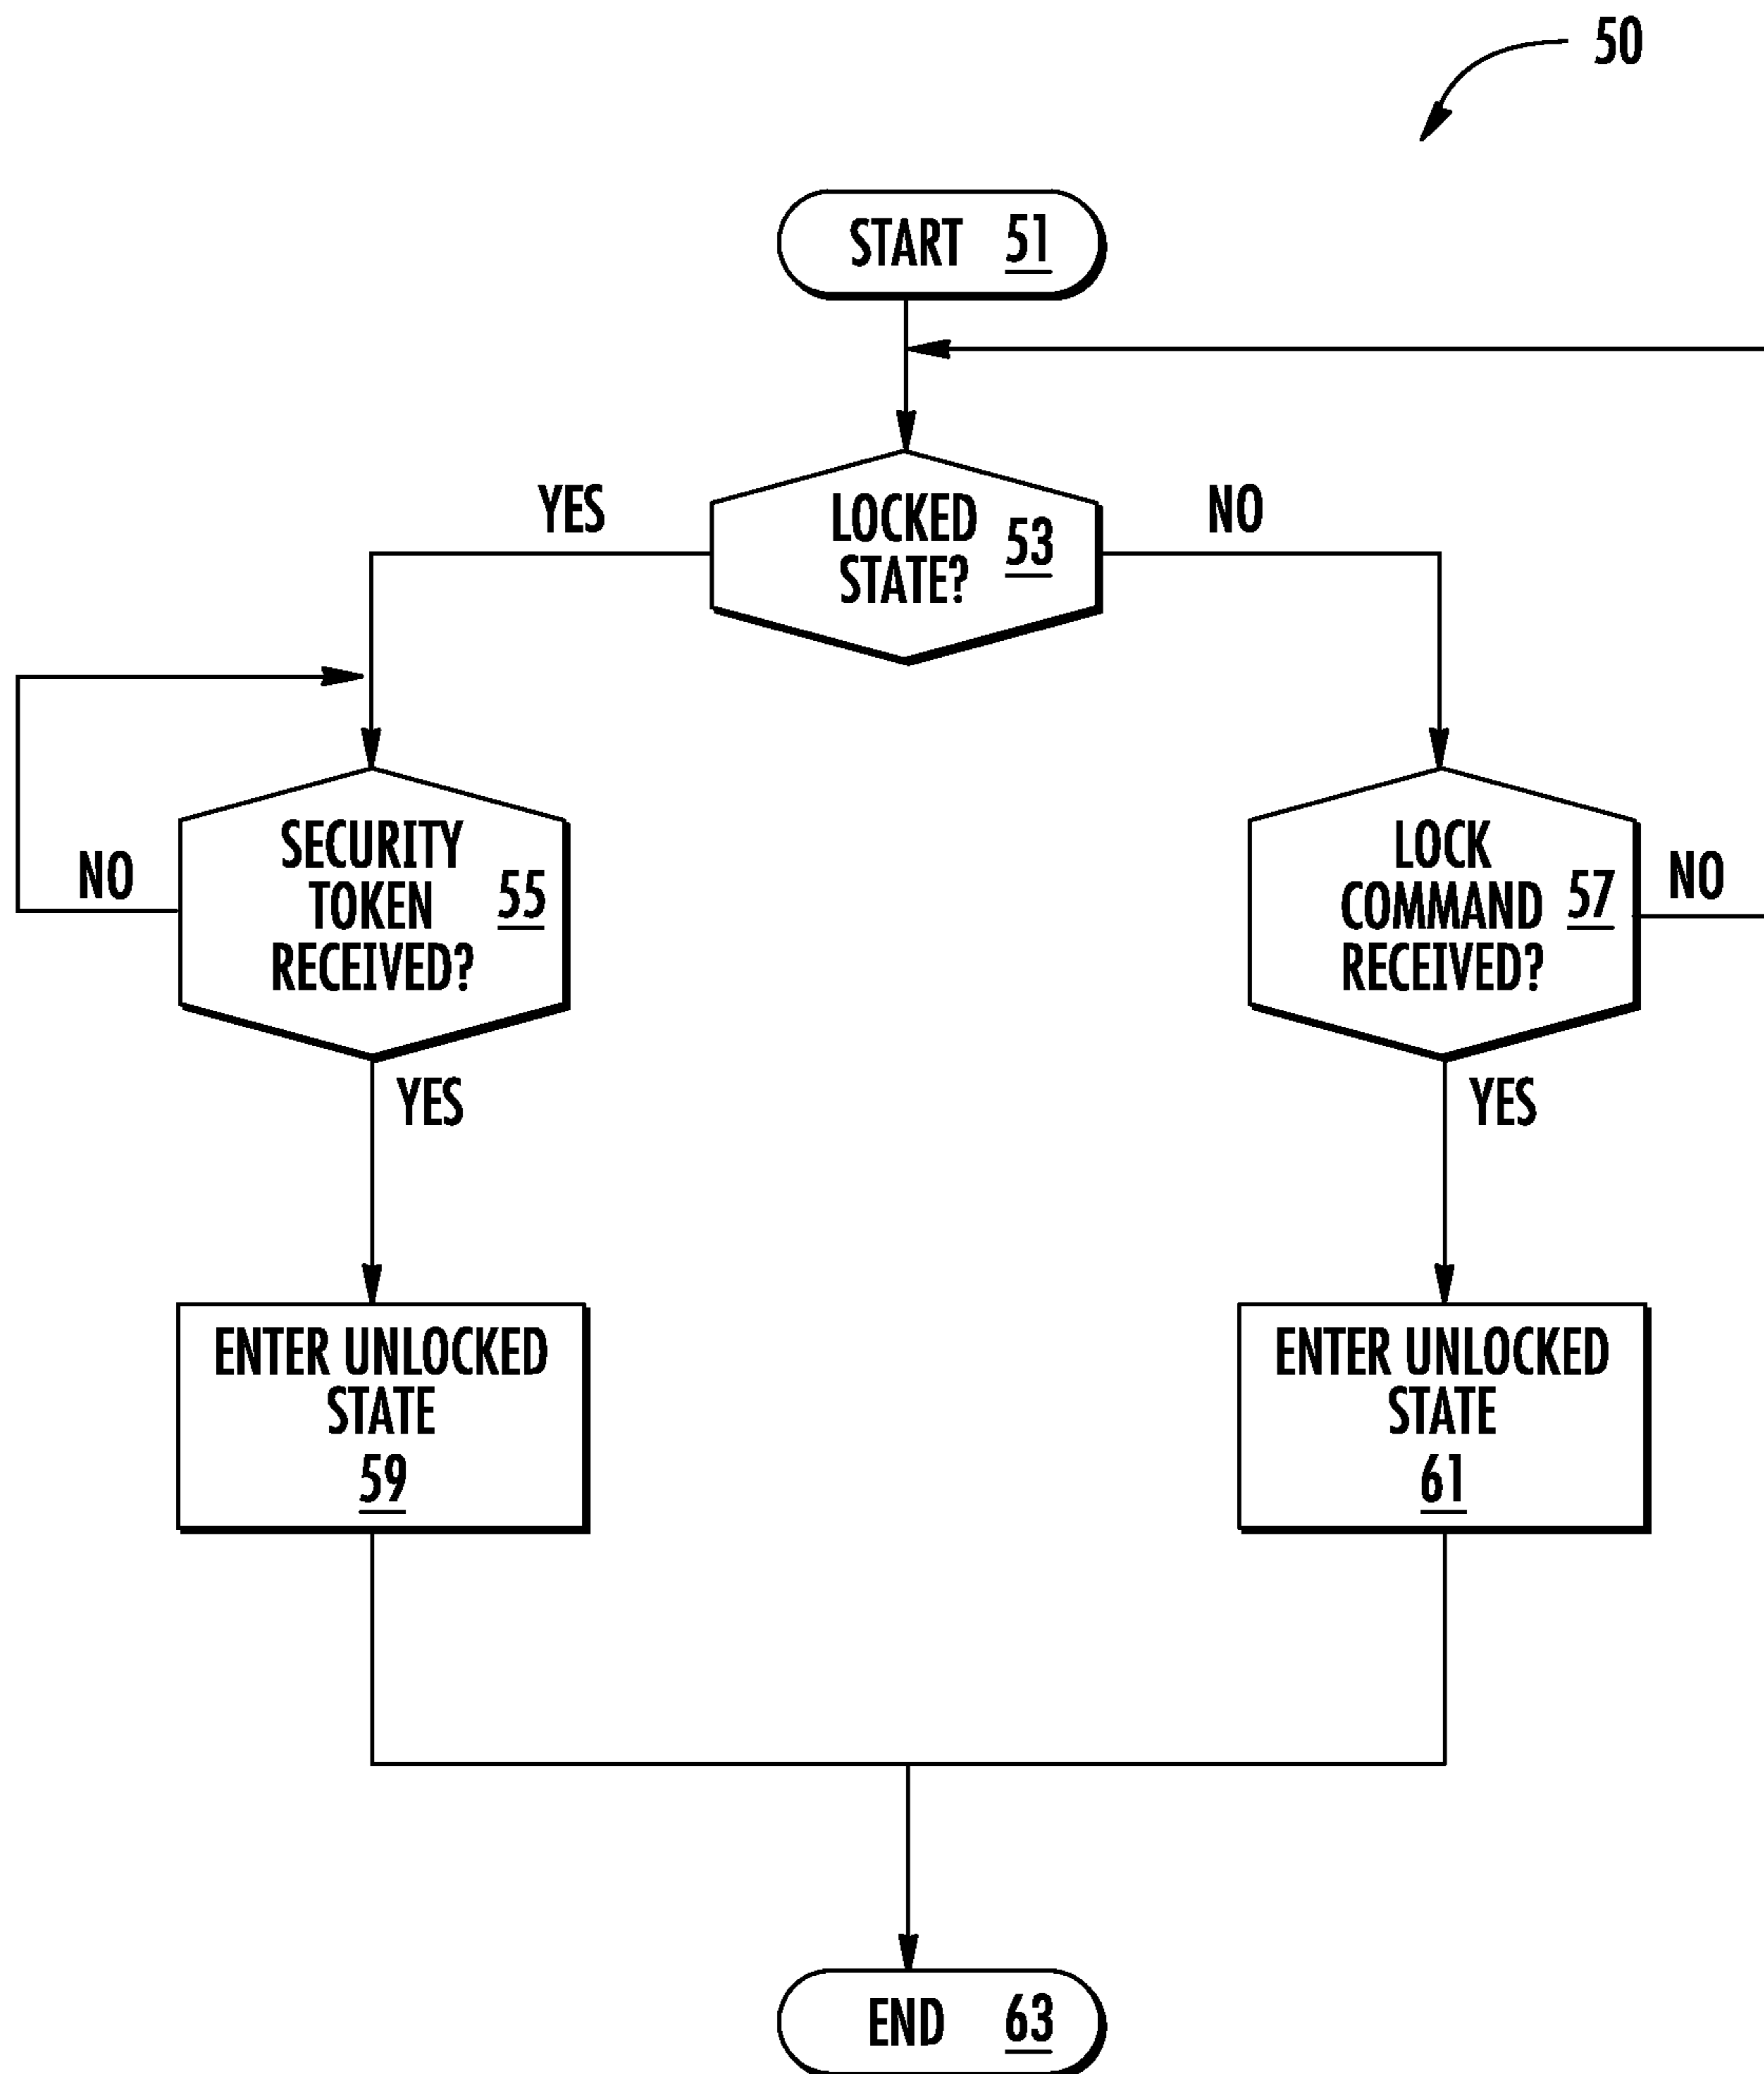 50
START 51
YES
LOCKED
STATE?
53
NO
SECURITY
TOKEN
RECEIVED?
55
NO
LOCK
COMMAND
RECEIVED?
57
NO
YES
YES
ENTER UNLOCKED
STATE
59
ENTER UNLOCKED
STATE
61
END 63